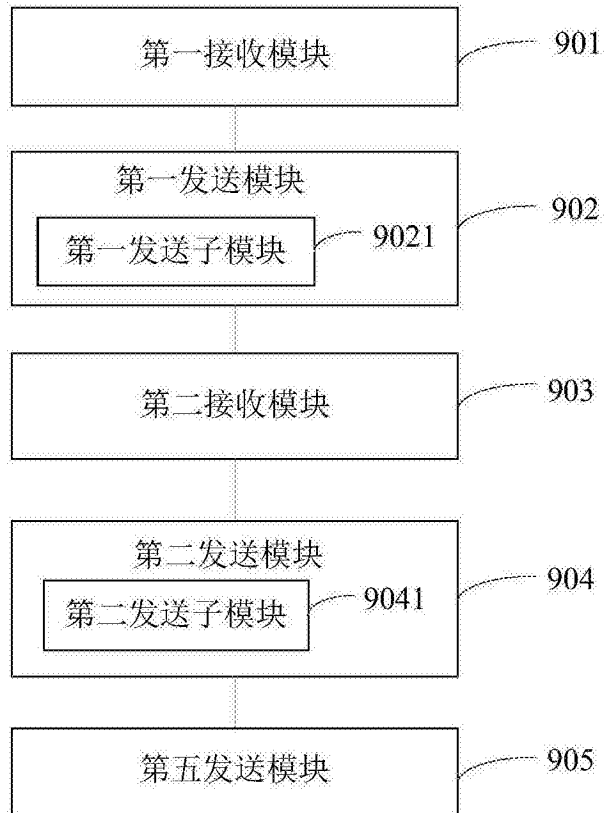 第一接收模块
901
第一发送模块
902
第一发送子模块
9021
第二接收模块
903
第二发送模块
904
第二发送子模块
9041
第五发送模块
905